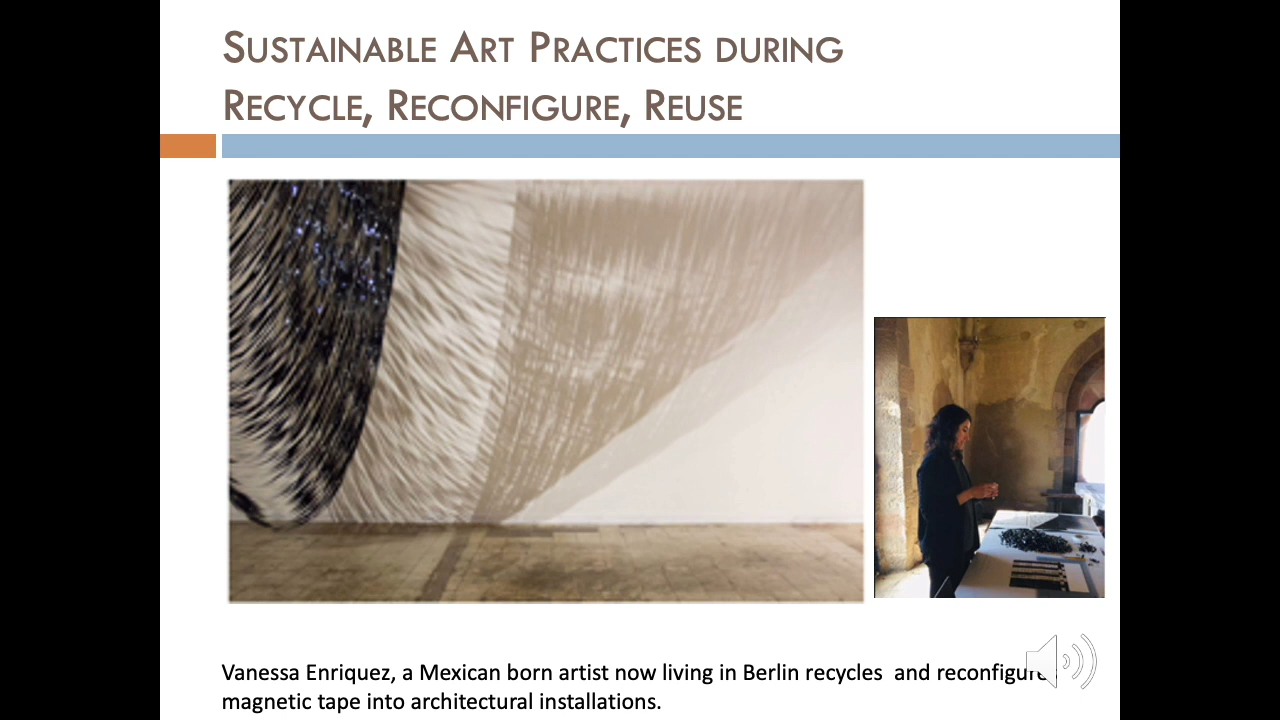 SUSTAINABLE ART PRACTICES DURING
RECYCLE, RECONFIGURE, REUSE
Vanessa Enriquez, a Mexican born artist now living in Berlin recycles  and reconfigures
magnetic tape into architectural installations.